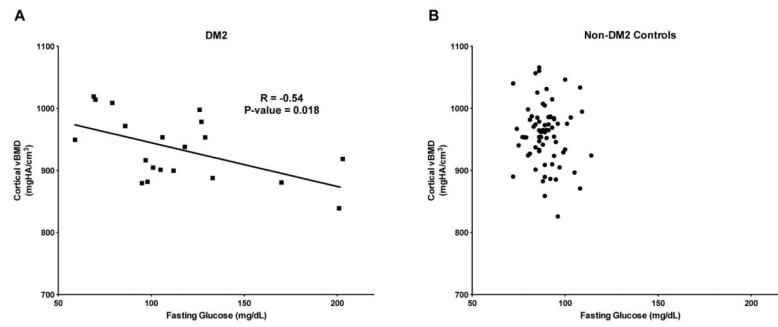 A
DM2
1100
1000
900
800
700
Cortical vBMD
(mgHA/cm³)
R = -0.54
P-value = 0.018
50
100
150
200
Fasting Glucose (mg/dL)
B
Non-DM2 Controls
1100
1000
900
800
700
Cortical vBMD
(mgHA/cm³)
50
100
150
200
Fasting Glucose (mg/dL)